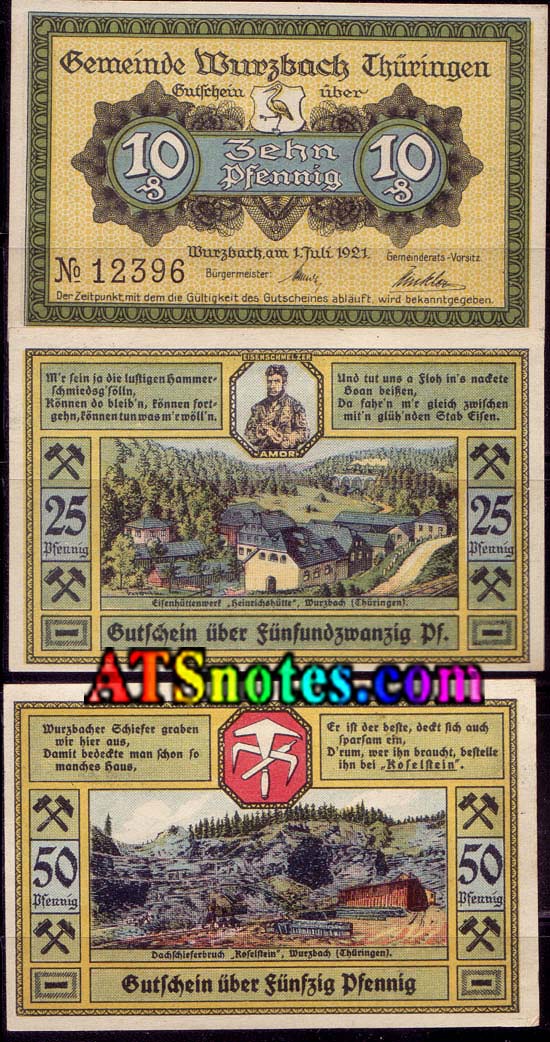 Gemeinde Wurzbach Thüringen
Gutschein über
10 Zehn 10
Pfennig
Wurzbach, am 1. Juli 1921.
Gemeinderats-Vorsitz.
No 12396
Bürgermeister:
Der Zeitpunkt, mit dem die Gültigkeit des Gutscheines abläuft, wird bekanntgegeben.
EISENSCHMELZER
M'r sein ja die lustigen Hammer-
schmiedsg'sölln,
Können do bleib'n, können fort-
gehn, können tun was m'r wöll'n.
Und tut uns a Floh in's nackete
Boan beißen,
Da fahr'n m'r gleich zwischen
mit'n glüh'nden Stab Eisen.
AMOR.
25
Pfennig
25
Pfennig
Eisenhüttenwerk „Heinrichshütte", Wurzbach (Thüringen).
Gutschein über Fünfundzwanzig Pf.
ATSnotes.com
Wurzbacher Schiefer graben
wir hier aus,
Damit bedeckte man schon so
manches Haus,
Er ist der beste, deckt sich auch
sparsam ein,
D'rum, wer ihn braucht, bestelle
ihn bei „Koselstein".
50
Pfennig
50
Pfennig
Dachschieferbruch „Koselstein", Wurzbach (Thüringen).
Gutschein über Fünfzig Pfennig